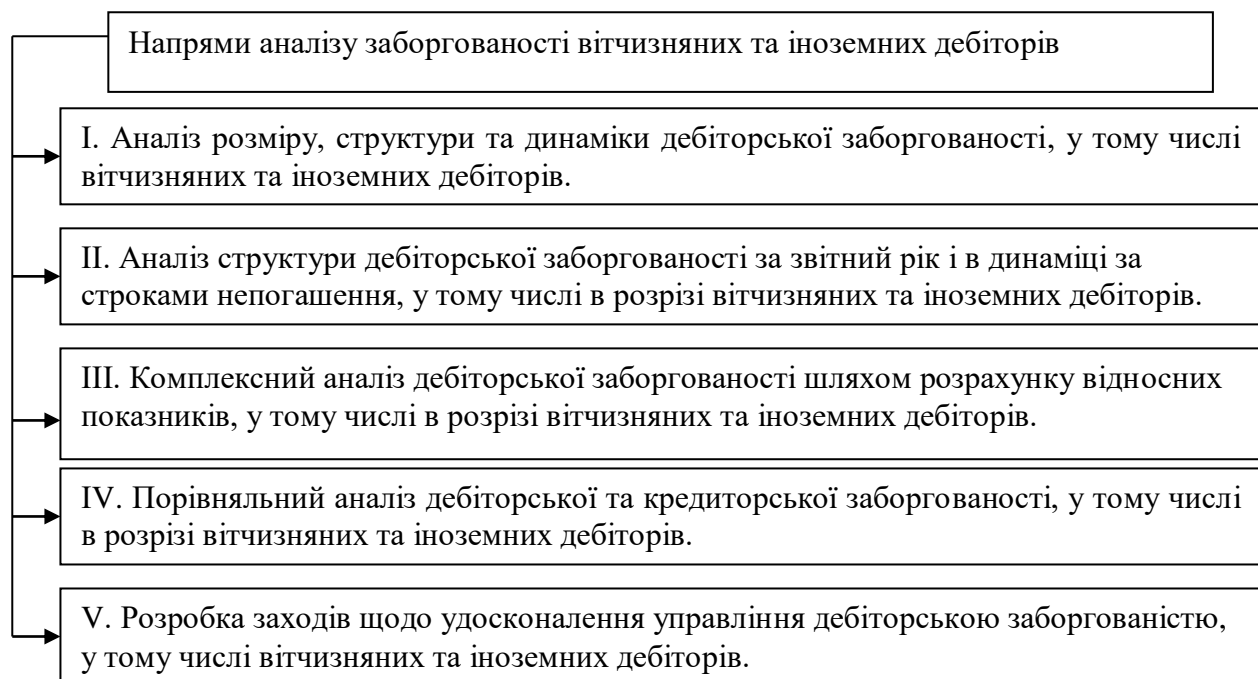 Напрями аналізу заборгованості вітчизняних та іноземних дебіторів
І. Аналіз розміру, структури та динаміки дебіторської заборгованості, у тому числі
вітчизняних та іноземних дебіторів.
ІІ. Аналіз структури дебіторської заборгованості за звітний рік і в динаміці за
строками непогашення, у тому числі в розрізі вітчизняних та іноземних дебіторів.
ІІІ. Комплексний аналіз дебіторської заборгованості шляхом розрахунку відносних
показників, у тому числі в розрізі вітчизняних та іноземних дебіторів.
IV. Порівняльний аналіз дебіторської та кредиторської заборгованості, у тому числі
в розрізі вітчизняних та іноземних дебіторів.
V. Розробка заходів щодо удосконалення управління дебіторською заборгованістю,
у тому числі вітчизняних та іноземних дебіторів.